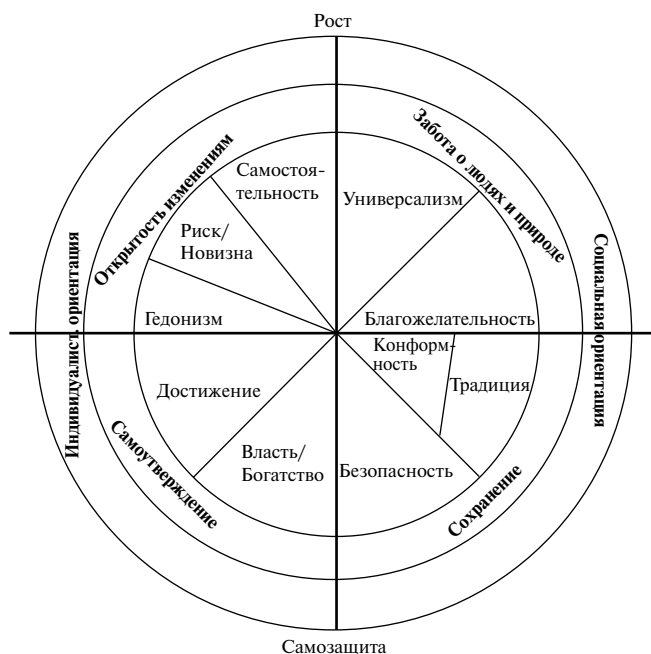 Рост
Забота о людях и природе
Открытость изменениям
Самостоя-
тельность
Универсализм
Риск/
Новизна
Индивидуалист. ориентация
Социальная ориентация
Гедонизм
Благожелательность
Конформ-
ность
Достижение
Традиция
Власть/
Богатство
Безопасность
Самоутверждение
Сохранение
Самозащита